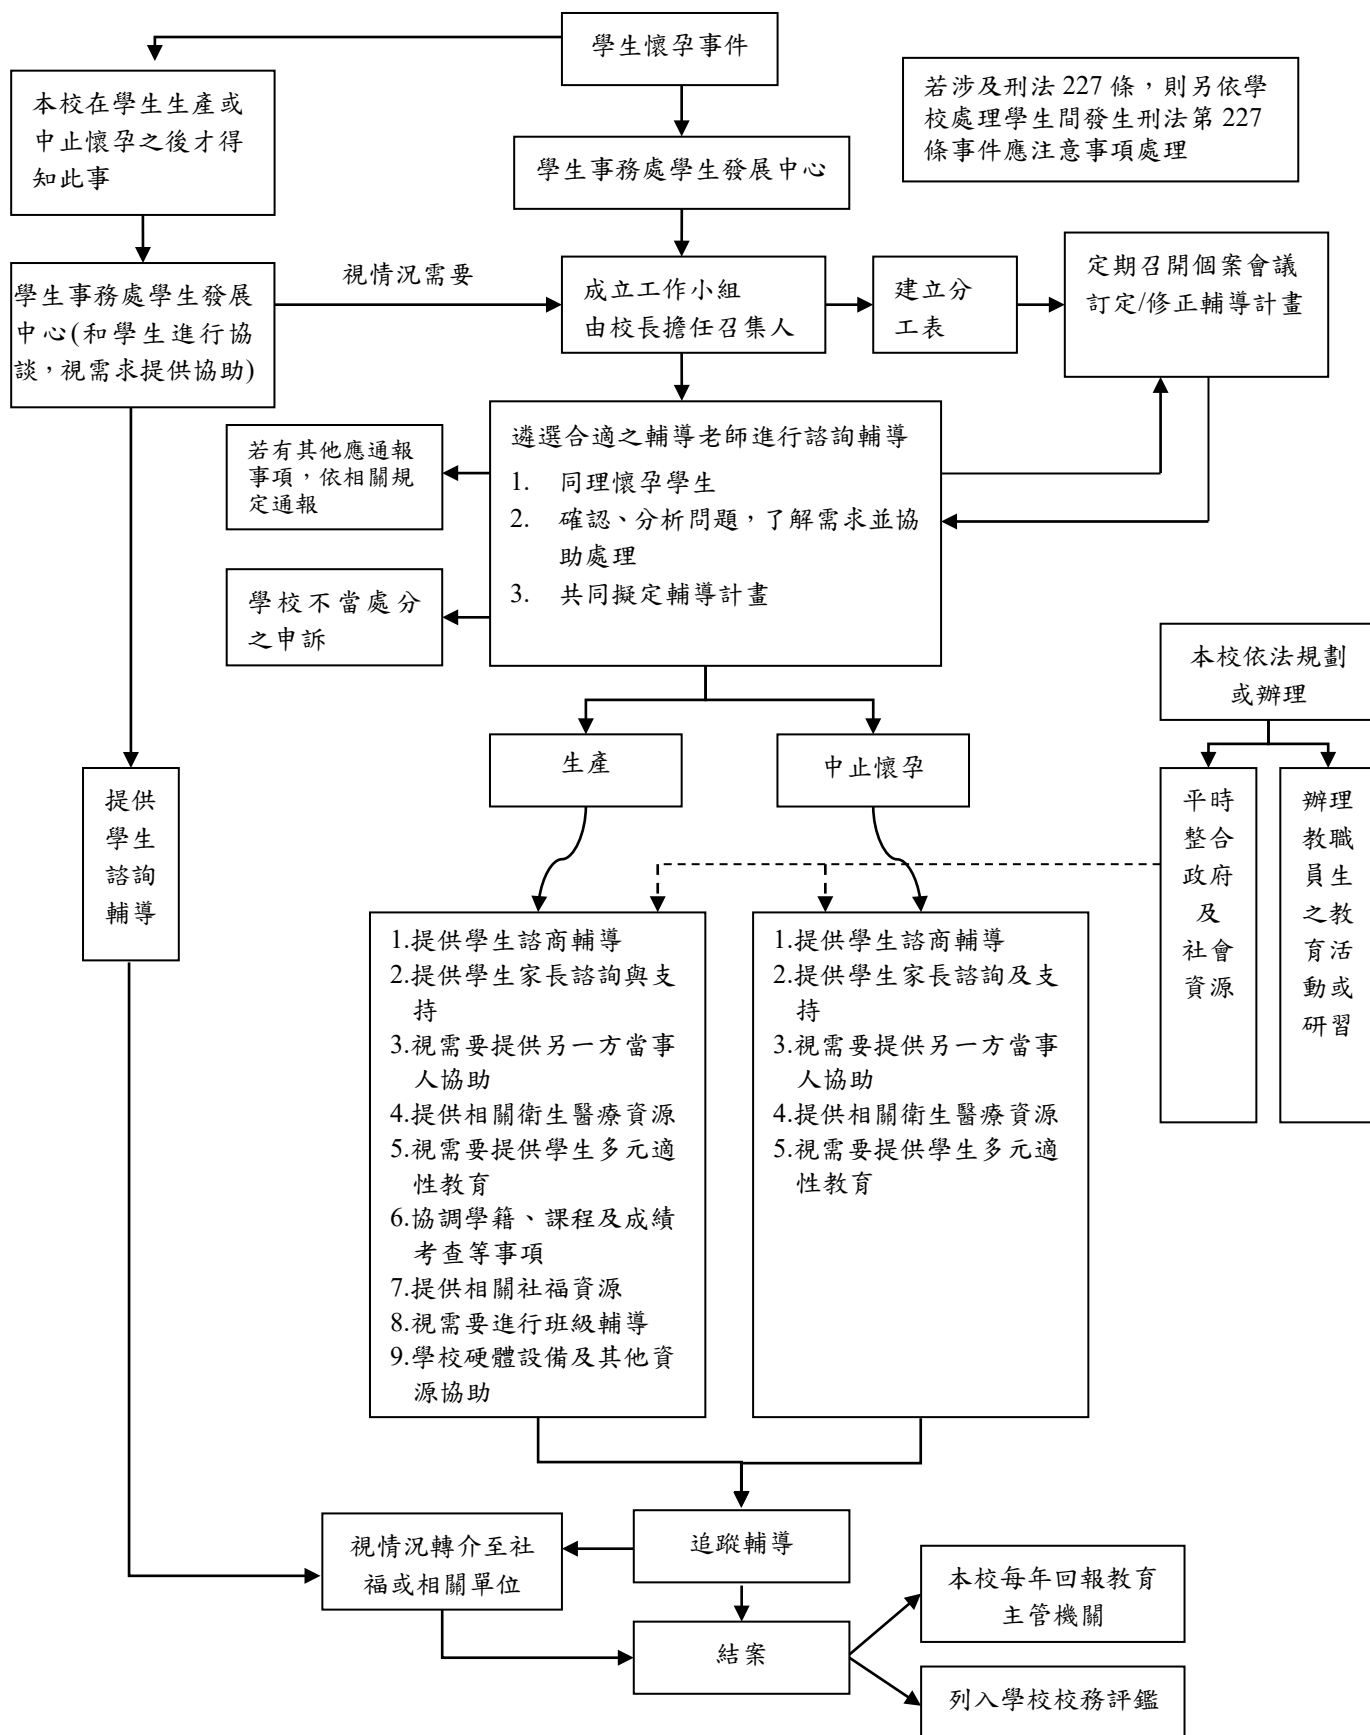 學生懷孕事件
本校在學生生產或
中止懷孕之後才得
知此事
若涉及刑法 227 條，則另依學
校處理學生間發生刑法第 227
條事件應注意事項處理
學生事務處學生發展中心
學生事務處學生發展
中心(和學生進行協
談，視需求提供協助)
視情況需要
成立工作小組
由校長擔任召集人
建立分
工表
定期召開個案會議
訂定/修正輔導計畫
遴選合適之輔導老師進行諮詢輔導
1. 同理懷孕學生
2. 確認、分析問題，了解需求並協
助處理
3. 共同擬定輔導計畫
若有其他應通報
事項，依相關規
定通報
學校不當處分
之申訴
本校依法規劃
或辦理
生產
中止懷孕
提供
學生
諮詢
輔導
平時
整合
政府
及
社會
資源
辦理
教職
員生
之教
育活
動或
研習
1.提供學生諮商輔導
2.提供學生家長諮詢與支
持
3.視需要提供另一方當事
人協助
4.提供相關衛生醫療資源
5.視需要提供學生多元適
性教育
6.協調學籍、課程及成績
考查等事項
7.提供相關社福資源
8.視需要進行班級輔導
9.學校硬體設備及其他資
源協助
1.提供學生諮商輔導
2.提供學生家長諮詢及支
持
3.視需要提供另一方當事
人協助
4.提供相關衛生醫療資源
5.視需要提供學生多元適
性教育
追蹤輔導
視情況轉介至社
福或相關單位
本校每年回報教育
主管機關
結案
列入學校校務評鑑